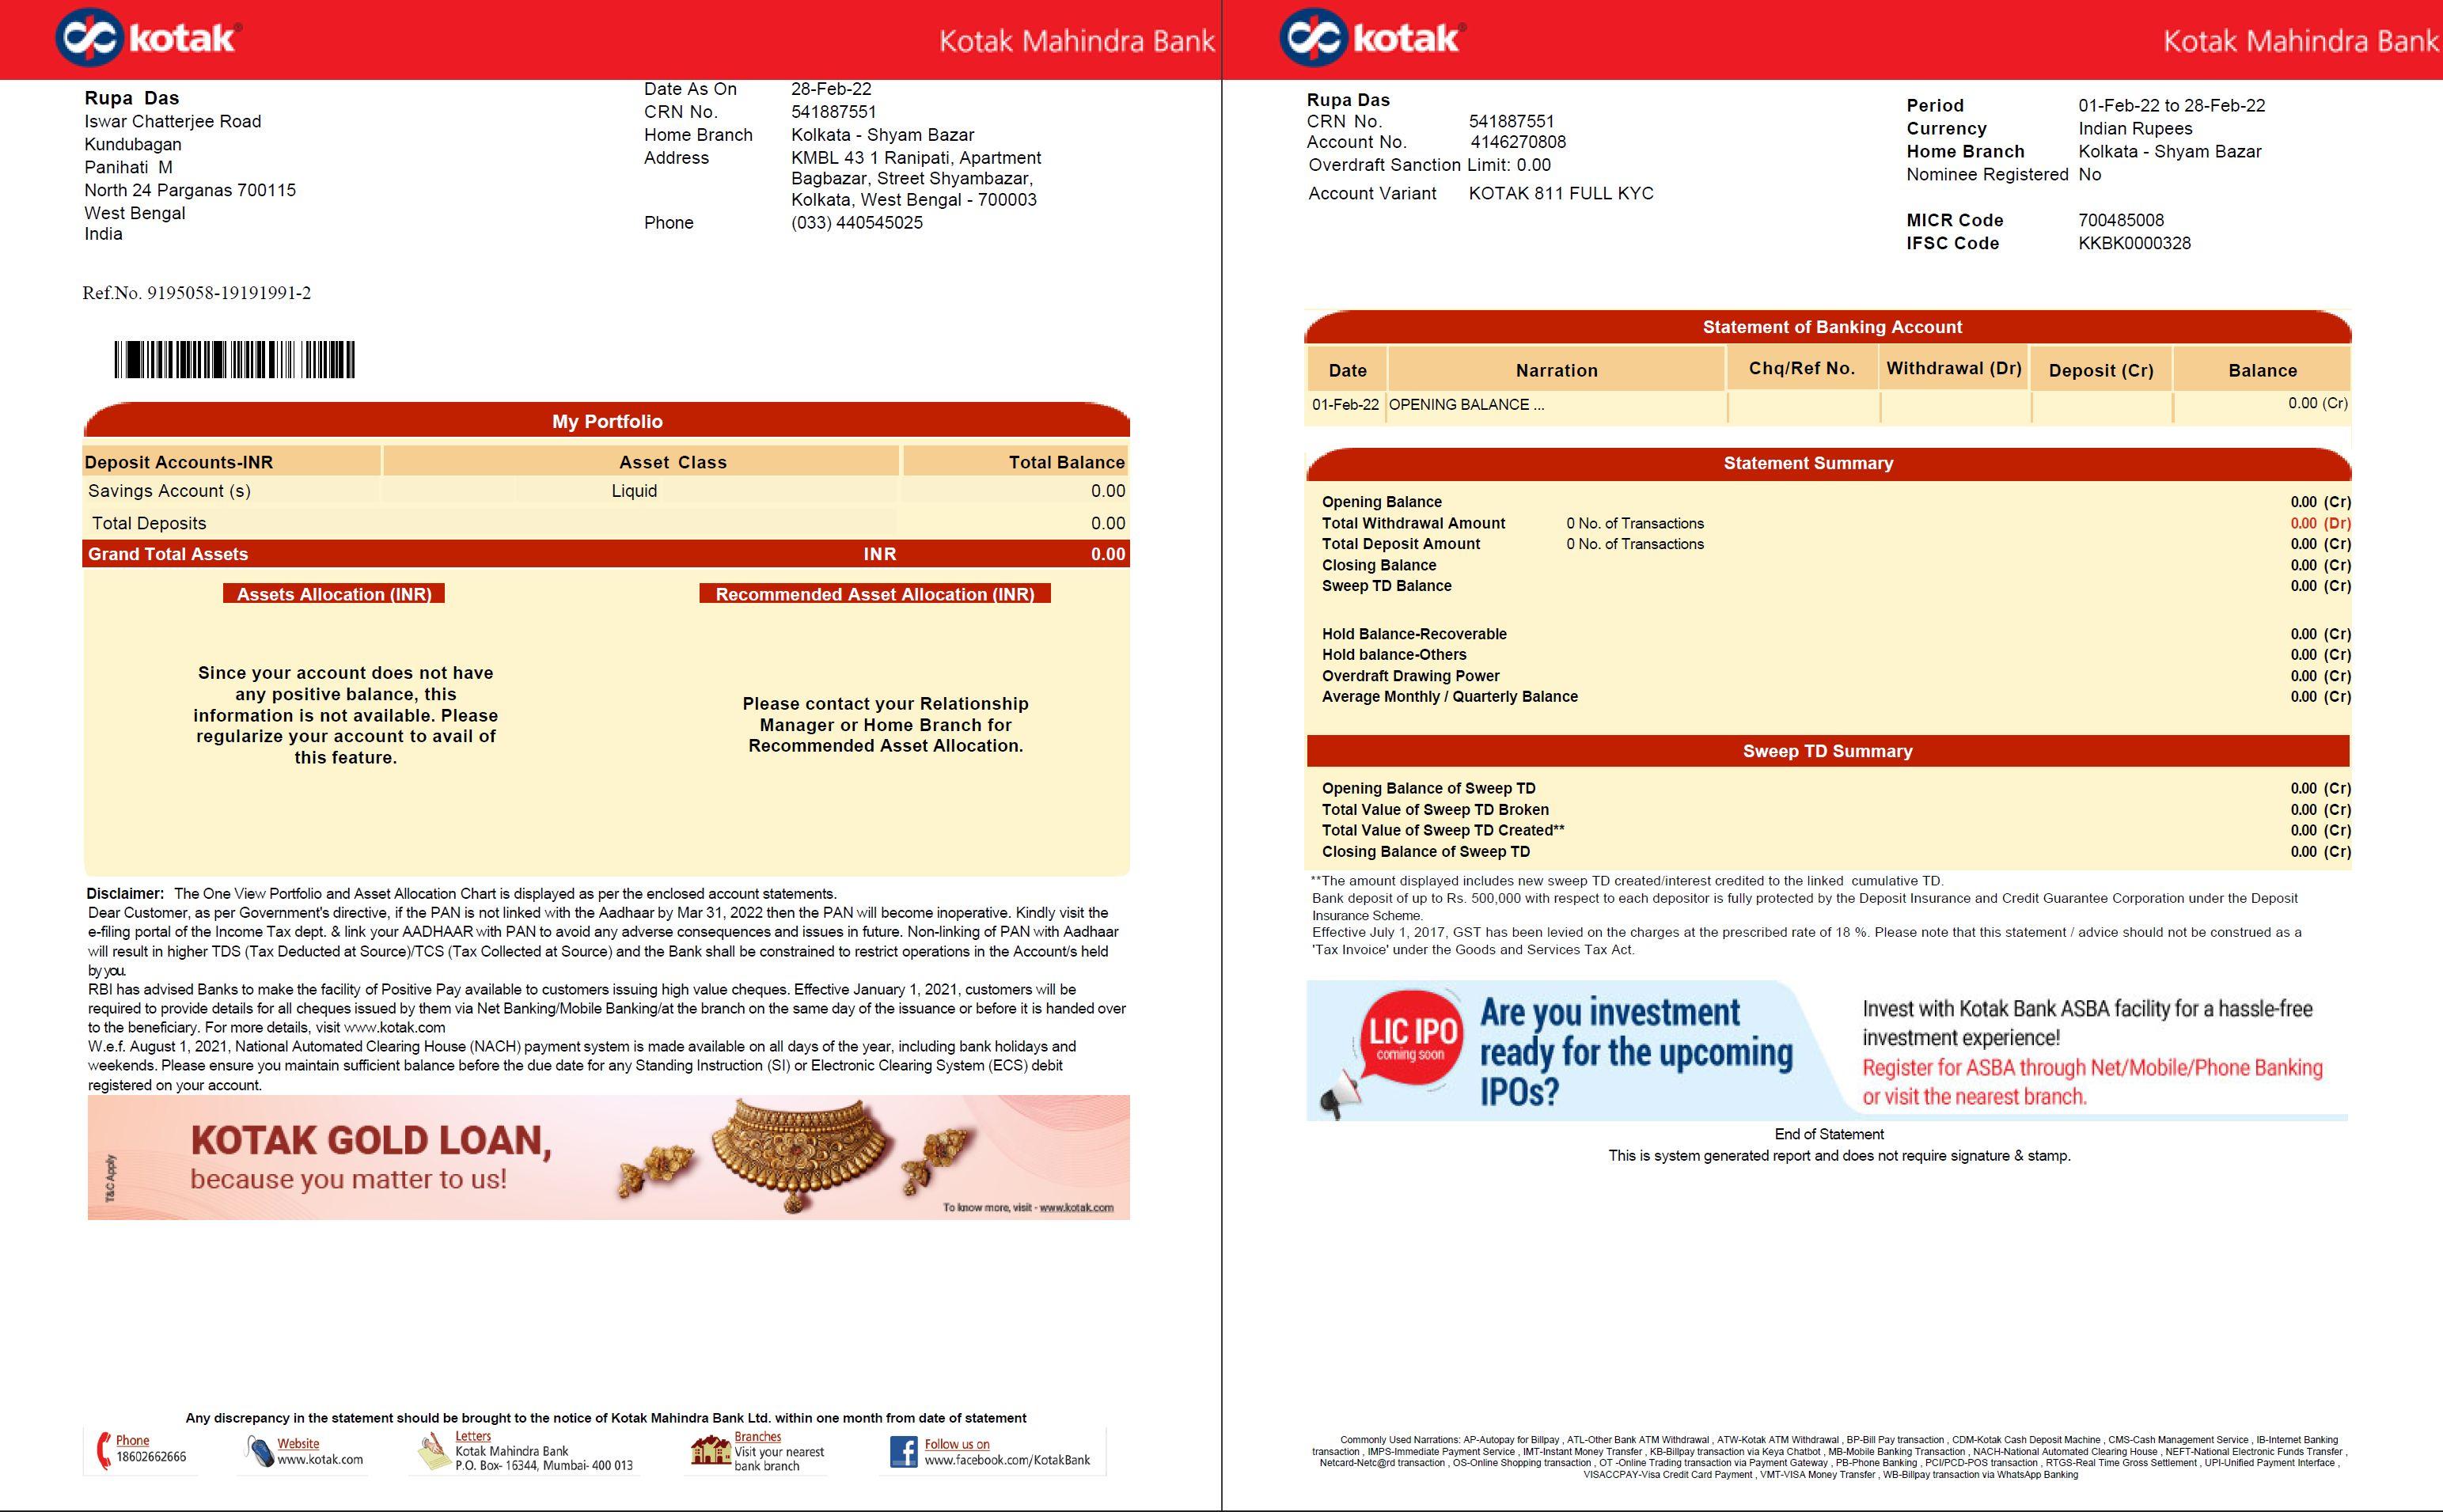 kotak®
Kotak Mahindra Bank
Rupa Das
Iswar Chatterjee Road
Kundubagan
Panihati M
North 24 Parganas 700115
West Bengal
India
Date As On 28-Feb-22
CRN No. 541887551
Home Branch Kolkata - Shyam Bazar
Address KMBL 43 1 Ranipati, Apartment
Bagbazar, Street Shyambazar,
Kolkata, West Bengal - 700003
Phone (033) 440545025
Ref.No. 9195058-19191991-2
My Portfolio
Deposit Accounts-INR Asset Class Total Balance
Savings Account (s) Liquid 0.00
Total Deposits 0.00
Grand Total Assets INR 0.00
Assets Allocation (INR)
Since your account does not have
any positive balance, this
information is not available. Please
regularize your account to avail of
this feature.
Recommended Asset Allocation (INR)
Please contact your Relationship
Manager or Home Branch for
Recommended Asset Allocation.
Disclaimer: The One View Portfolio and Asset Allocation Chart is displayed as per the enclosed account statements.
Dear Customer, as per Government's directive, if the PAN is not linked with the Aadhaar by Mar 31, 2022 then the PAN will become inoperative. Kindly visit the
e-filing portal of the Income Tax dept. & link your AADHAAR with PAN to avoid any adverse consequences and issues in future. Non-linking of PAN with Aadhaar
will result in higher TDS (Tax Deducted at Source)/TCS (Tax Collected at Source) and the Bank shall be constrained to restrict operations in the Account/s held
by you.
RBI has advised Banks to make the facility of Positive Pay available to customers issuing high value cheques. Effective January 1, 2021, customers will be
required to provide details for all cheques issued by them via Net Banking/Mobile Banking/at the branch on the same day of the issuance or before it is handed over
to the beneficiary. For more details, visit www.kotak.com
W.e.f. August 1, 2021, National Automated Clearing House (NACH) payment system is made available on all days of the year, including bank holidays and
weekends. Please ensure you maintain sufficient balance before the due date for any Standing Instruction (SI) or Electronic Clearing System (ECS) debit
registered on your account.
T&C Apply
KOTAK GOLD LOAN,
because you matter to us!
To know more, visit - www.kotak.com
Any discrepancy in the statement should be brought to the notice of Kotak Mahindra Bank Ltd. within one month from date of statement
Phone
18602662666
Website
www.kotak.com
Letters
Kotak Mahindra Bank
P.O. Box- 16344, Mumbai- 400 013
Branches
Visit your nearest
bank branch
Follow us on
www.facebook.com/KotakBank
kotak®
Kotak Mahindra Bank
Rupa Das
CRN No. 541887551
Account No. 4146270808
Overdraft Sanction Limit: 0.00
Account Variant KOTAK 811 FULL KYC
Period 01-Feb-22 to 28-Feb-22
Currency Indian Rupees
Home Branch Kolkata - Shyam Bazar
Nominee Registered No
MICR Code 700485008
IFSC Code KKBK0000328
Statement of Banking Account
Date Narration Chq/Ref No. Withdrawal (Dr) Deposit (Cr) Balance
01-Feb-22 OPENING BALANCE ... 0.00 (Cr)
Statement Summary
Opening Balance 0.00 (Cr)
Total Withdrawal Amount 0 No. of Transactions 0.00 (Dr)
Total Deposit Amount 0 No. of Transactions 0.00 (Cr)
Closing Balance 0.00 (Cr)
Sweep TD Balance 0.00 (Cr)
Hold Balance-Recoverable 0.00 (Cr)
Hold balance-Others 0.00 (Cr)
Overdraft Drawing Power 0.00 (Cr)
Average Monthly / Quarterly Balance 0.00 (Cr)
Sweep TD Summary
Opening Balance of Sweep TD 0.00 (Cr)
Total Value of Sweep TD Broken 0.00 (Cr)
Total Value of Sweep TD Created** 0.00 (Cr)
Closing Balance of Sweep TD 0.00 (Cr)
**The amount displayed includes new sweep TD created/interest credited to the linked cumulative TD.
Bank deposit of up to Rs. 500,000 with respect to each depositor is fully protected by the Deposit Insurance and Credit Guarantee Corporation under the Deposit
Insurance Scheme.
Effective July 1, 2017, GST has been levied on the charges at the prescribed rate of 18 %. Please note that this statement / advice should not be construed as a
'Tax Invoice' under the Goods and Services Tax Act.
LIC IPO
coming soon
Are you investment
ready for the upcoming
IPOs?
Invest with Kotak Bank ASBA facility for a hassle-free
investment experience!
Register for ASBA through Net/Mobile/Phone Banking
or visit the nearest branch.
End of Statement
This is system generated report and does not require signature & stamp.
Commonly Used Narrations: AP-Autopay for Billpay , ATL-Other Bank ATM Withdrawal , ATW-Kotak ATM Withdrawal , BP-Bill Pay transaction , CDM-Kotak Cash Deposit Machine , CMS-Cash Management Service , IB-Internet Banking
transaction , IMPS-Immediate Payment Service , IMT-Instant Money Transfer , KB-Billpay transaction via Keya Chatbot , MB-Mobile Banking Transaction , NACH-National Automated Clearing House , NEFT-National Electronic Funds Transfer ,
Netcard-Netc@rd transaction , OS-Online Shopping transaction , OT -Online Trading transaction via Payment Gateway , PB-Phone Banking , PCI/PCD-POS transaction , RTGS-Real Time Gross Settlement , UPI-Unified Payment Interface ,
VISACCPAY-Visa Credit Card Payment , VMT-VISA Money Transfer , WB-Billpay transaction via WhatsApp Banking